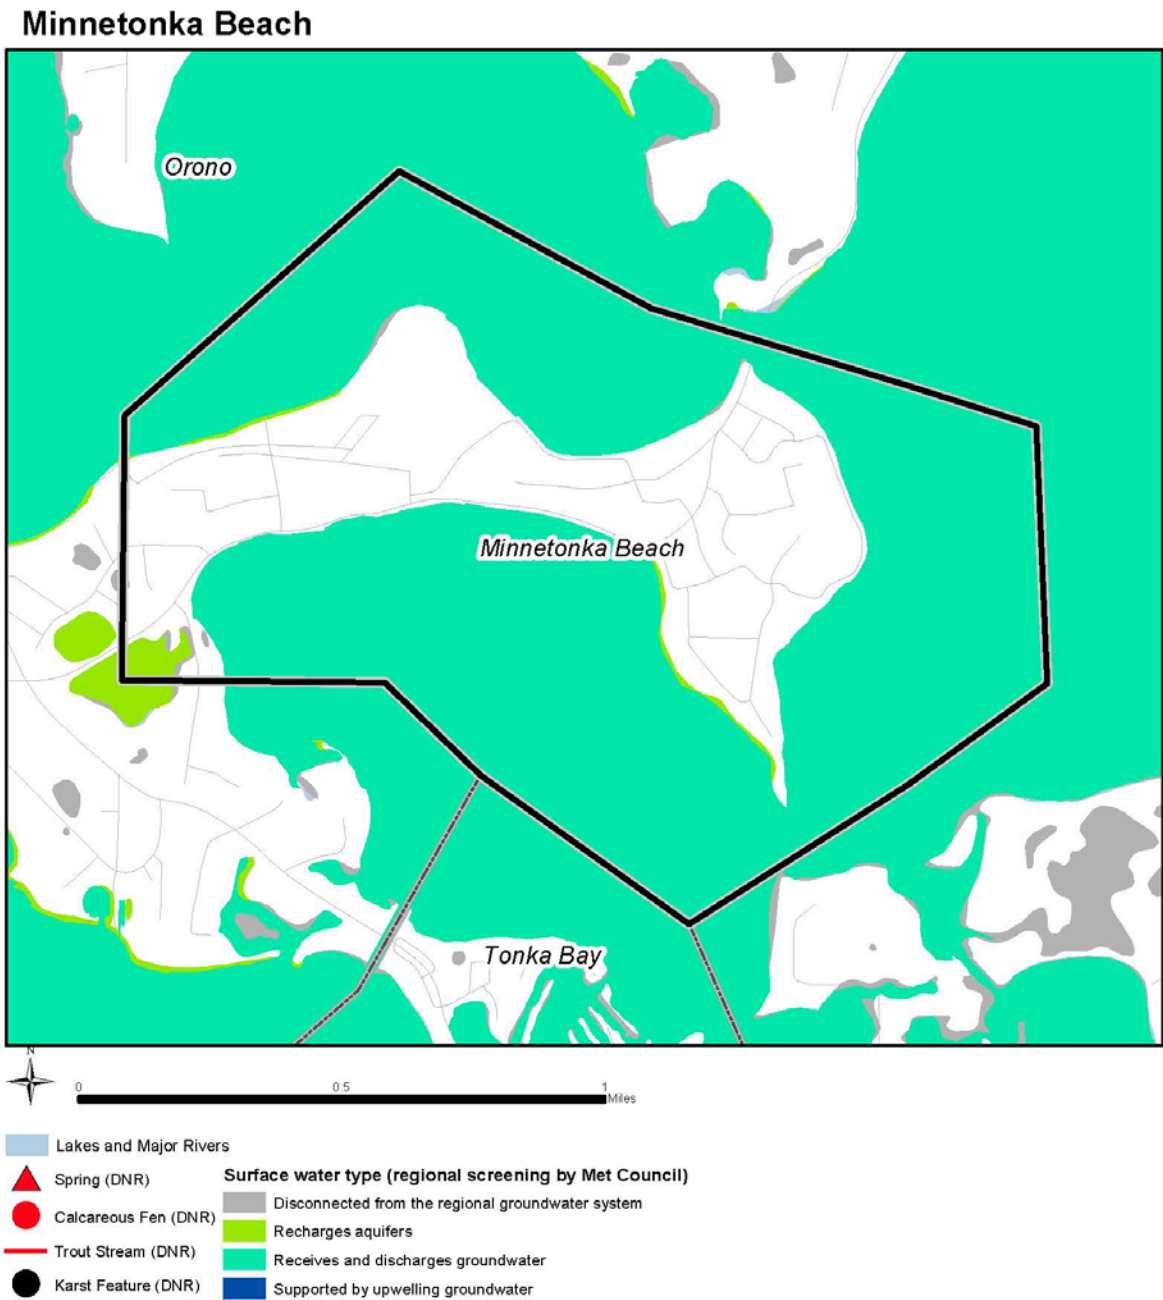 Minnetonka Beach
Orono
Minnetonka Beach
Tonka Bay
N
0 0.5 1
Miles
Lakes and Major Rivers
Spring (DNR)
Calcareous Fen (DNR)
Trout Stream (DNR)
Karst Feature (DNR)
Surface water type (regional screening by Met Council)
Disconnected from the regional groundwater system
Recharges aquifers
Receives and discharges groundwater
Supported by upwelling groundwater